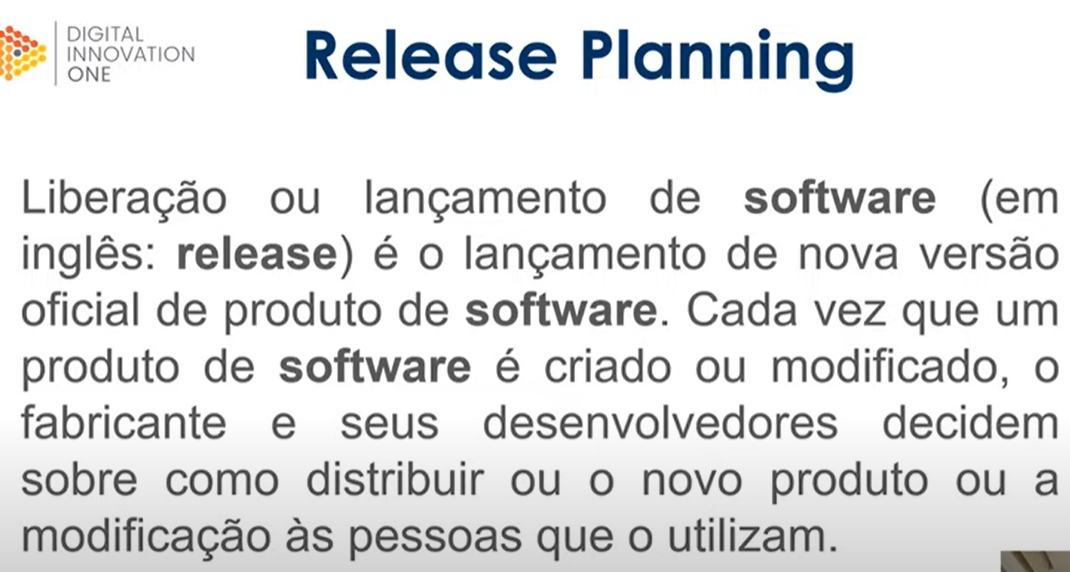 DIGITAL
INNOVATION
ONE
Release Planning
Liberação ou lançamento de software (em
inglês: release) é o lançamento de nova versão
oficial de produto de software. Cada vez que um
produto de software é criado ou modificado, o
fabricante e seus desenvolvedores decidem
sobre como distribuir ou o novo produto ou a
modificação às pessoas que o utilizam.